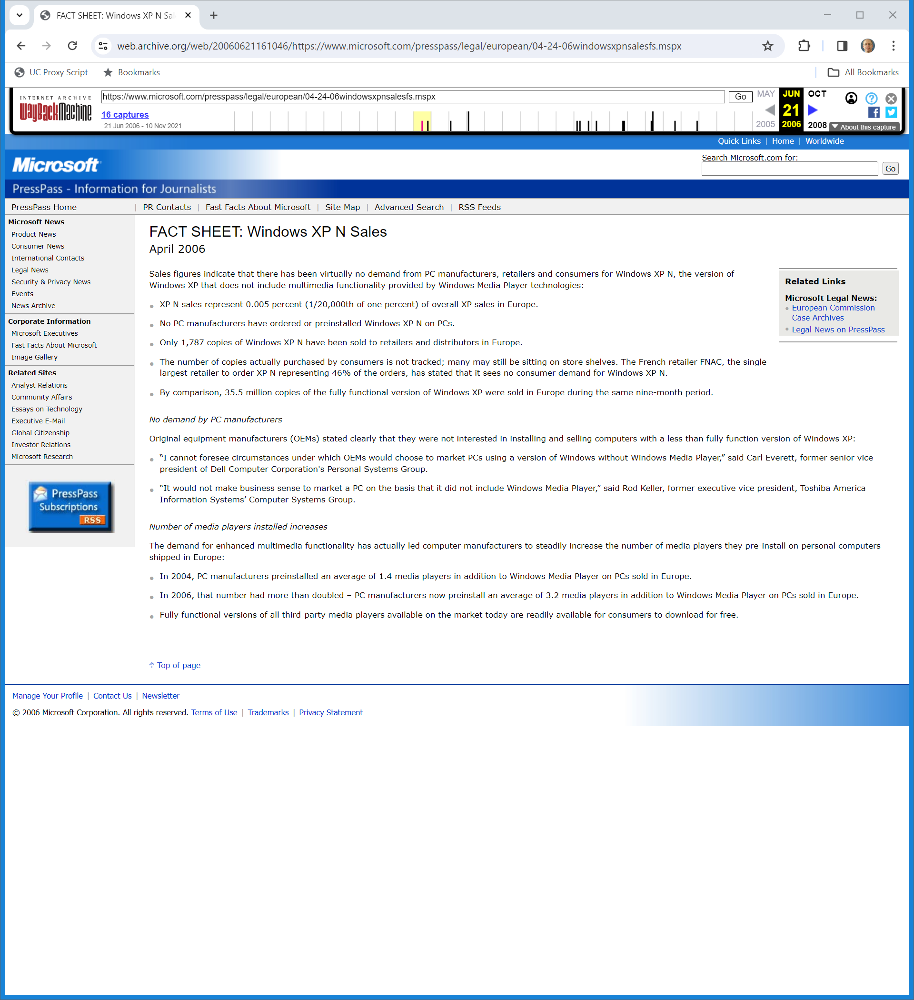 FACT SHEET: Windows XP N Sal
web.archive.org/web/20060621161046/https://www.microsoft.com/presspass/legal/european/04-24-06windowsxpnsalesfs.mspx
UC Proxy Script
Bookmarks
All Bookmarks
INTERNET ARCHIVE
WayBackMachine
https://www.microsoft.com/presspass/legal/european/04-24-06windowsxpnsalesfs.mspx
Go
MAY JUN OCT
16 captures
21
21 Jun 2006 - 10 Nov 2021
2005 2006 2008
About this capture
Quick Links | Home | Worldwide
Microsoft
Search Microsoft.com for:
Go
PressPass - Information for Journalists
PressPass Home | PR Contacts | Fast Facts About Microsoft | Site Map | Advanced Search | RSS Feeds
Microsoft News
Product News
Consumer News
International Contacts
Legal News
Security & Privacy News
Events
News Archive
Corporate Information
Microsoft Executives
Fast Facts About Microsoft
Image Gallery
Related Sites
Analyst Relations
Community Affairs
Essays on Technology
Executive E-Mail
Global Citizenship
Investor Relations
Microsoft Research
PressPass
Subscriptions
RSS
FACT SHEET: Windows XP N Sales
April 2006
Sales figures indicate that there has been virtually no demand from PC manufacturers, retailers and consumers for Windows XP N, the version of
Windows XP that does not include multimedia functionality provided by Windows Media Player technologies:
XP N sales represent 0.005 percent (1/20,000th of one percent) of overall XP sales in Europe.
No PC manufacturers have ordered or preinstalled Windows XP N on PCs.
Only 1,787 copies of Windows XP N have been sold to retailers and distributors in Europe.
The number of copies actually purchased by consumers is not tracked; many may still be sitting on store shelves. The French retailer FNAC, the single
largest retailer to order XP N representing 46% of the orders, has stated that it sees no consumer demand for Windows XP N.
By comparison, 35.5 million copies of the fully functional version of Windows XP were sold in Europe during the same nine-month period.
Related Links
Microsoft Legal News:
European Commission
Case Archives
Legal News on PressPass
No demand by PC manufacturers
Original equipment manufacturers (OEMs) stated clearly that they were not interested in installing and selling computers with a less than fully function version of Windows XP:
“I cannot foresee circumstances under which OEMs would choose to market PCs using a version of Windows without Windows Media Player,” said Carl Everett, former senior vice
president of Dell Computer Corporation's Personal Systems Group.
“It would not make business sense to market a PC on the basis that it did not include Windows Media Player,” said Rod Keller, former executive vice president, Toshiba America
Information Systems’ Computer Systems Group.
Number of media players installed increases
The demand for enhanced multimedia functionality has actually led computer manufacturers to steadily increase the number of media players they pre-install on personal computers
shipped in Europe:
In 2004, PC manufacturers preinstalled an average of 1.4 media players in addition to Windows Media Player on PCs sold in Europe.
In 2006, that number had more than doubled – PC manufacturers now preinstall an average of 3.2 media players in addition to Windows Media Player on PCs sold in Europe.
Fully functional versions of all third-party media players available on the market today are readily available for consumers to download for free.
Top of page
Manage Your Profile | Contact Us | Newsletter
© 2006 Microsoft Corporation. All rights reserved. Terms of Use | Trademarks | Privacy Statement